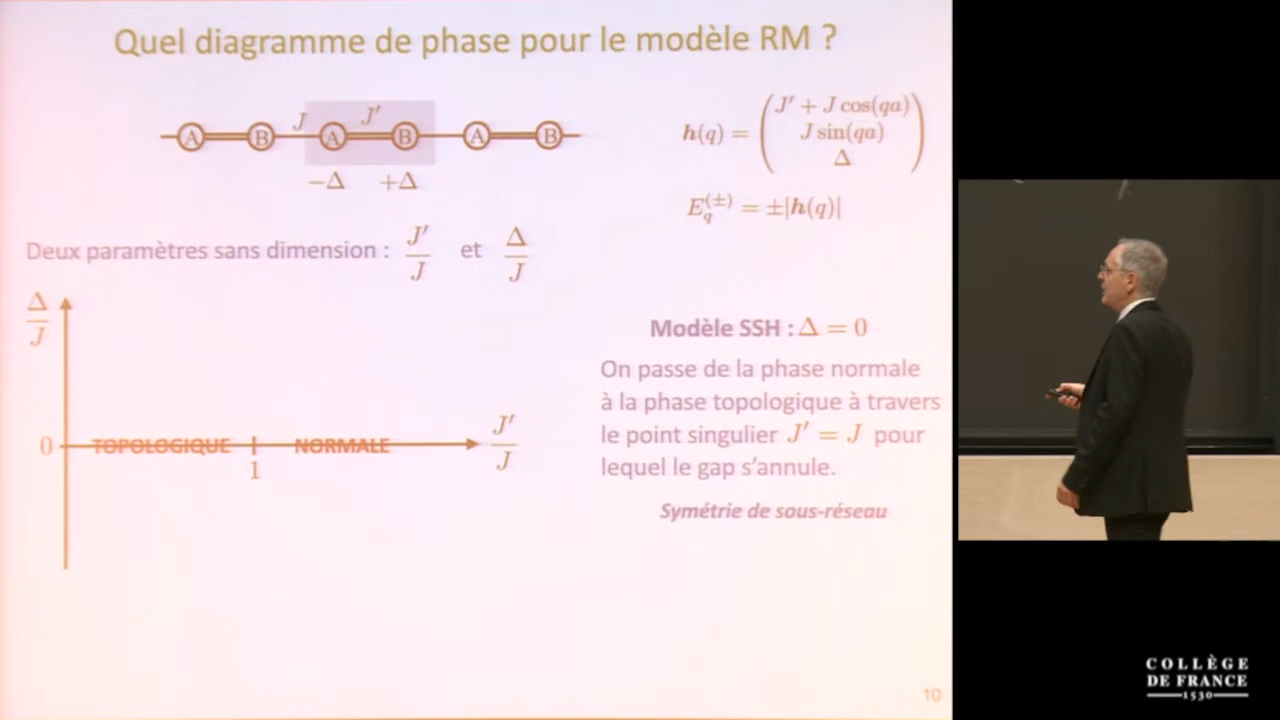 Quel diagramme de phase pour le modèle RM ?
J J′
A B A B A B
−Δ +Δ
h(q) = ( J′ + J cos(qa)
J sin(qa)
Δ )
E_q^(±) = ±|h(q)|
Deux paramètres sans dimension : J′/J et Δ/J
Δ/J
Modèle SSH : Δ = 0
On passe de la phase normale
à la phase topologique à travers
le point singulier J′ = J pour
lequel le gap s’annule.
Symétrie de sous-réseau
0 TOPOLOGIQUE NORMALE J′/J
1
10
COLLÈGE
DE FRANCE
1530